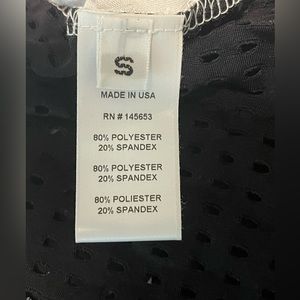 S
MADE IN USA
RN # 145653
80% POLYESTER
20% SPANDEX
80% POLYESTER
20% SPANDEX
80% POLIESTER
20% SPANDEX